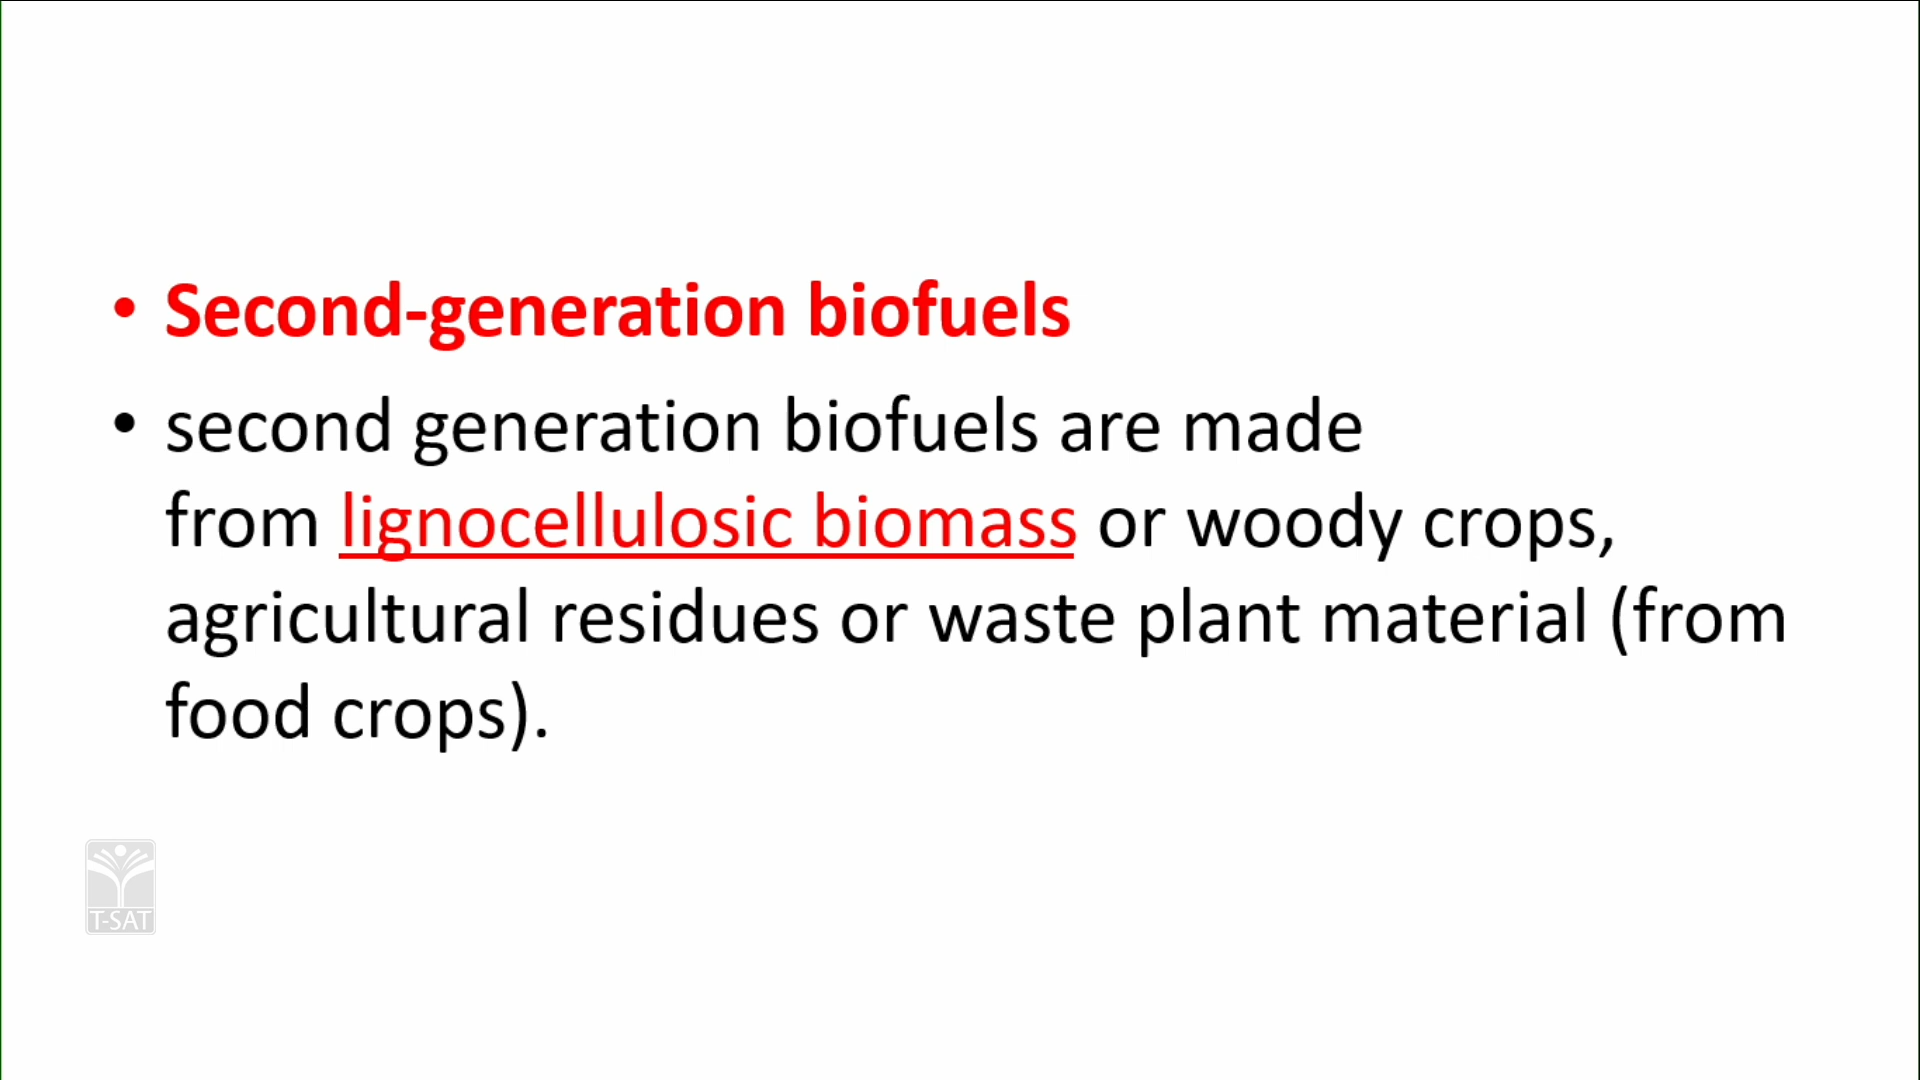 • Second-generation biofuels
• second generation biofuels are made
from lignocellulosic biomass or woody crops,
agricultural residues or waste plant material (from
food crops).
T-SAT